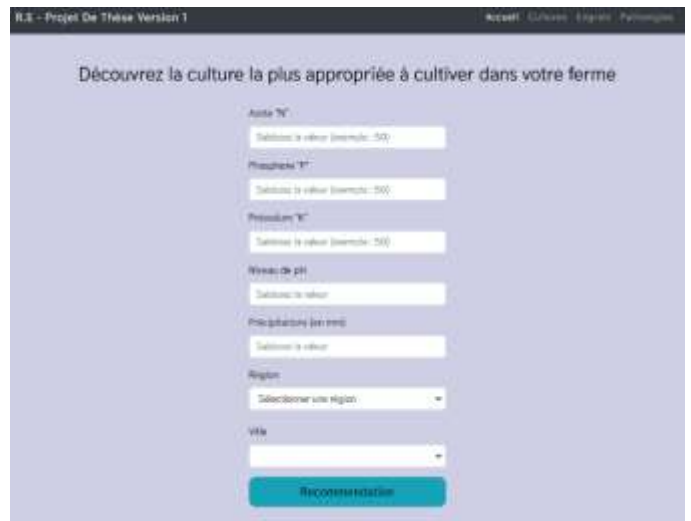 R.S - Projet De Thèse Version 1
Accueil Cultures Engrais Pathologies
Découvrez la culture la plus appropriée à cultiver dans votre ferme
Azote "N"
Saisissez la valeur (exemple : 50)
Phosphore "P"
Saisissez la valeur (exemple : 50)
Potassium "K"
Saisissez la valeur (exemple : 50)
Niveau de pH
Saisissez la valeur
Précipitations (en mm)
Saisissez la valeur
Région
Sélectionner une région
Ville
Recommendation